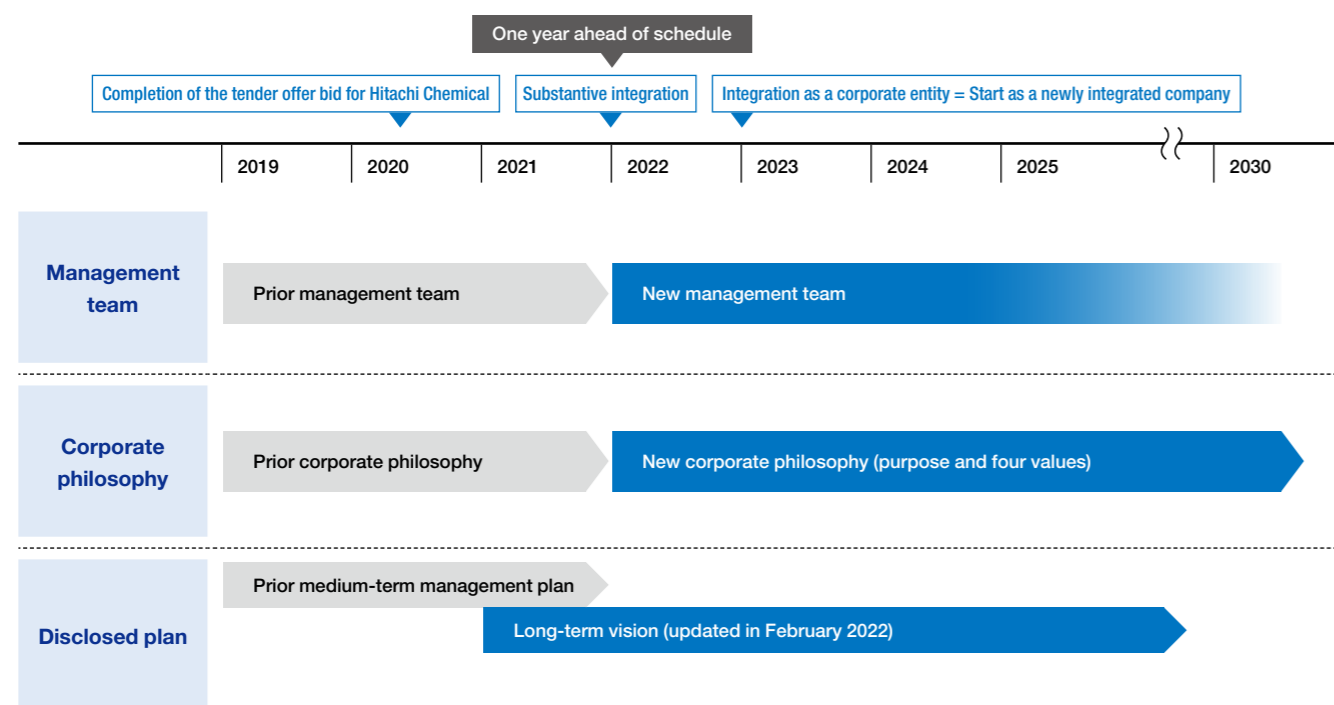 One year ahead of schedule
Completion of the tender offer bid for Hitachi Chemical
Substantive integration
Integration as a corporate entity = Start as a newly integrated company
2019
2020
2021
2022
2023
2024
2025
2030
Management
team
Prior management team
New management team
Corporate
philosophy
Prior corporate philosophy
New corporate philosophy (purpose and four values)
Disclosed plan
Prior medium-term management plan
Long-term vision (updated in February 2022)